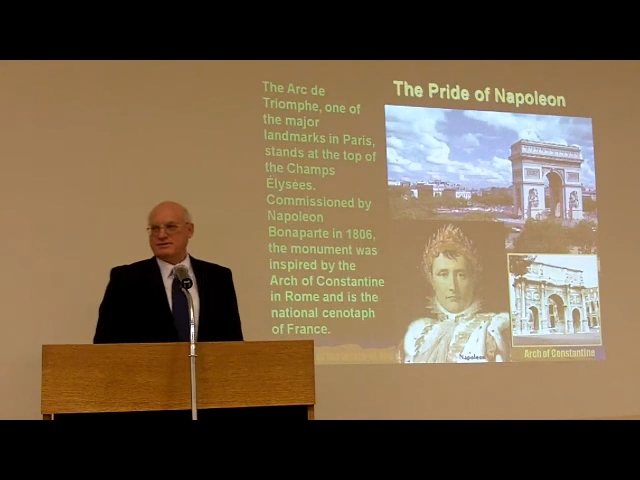 The Pride of Napoleon
The Arc de
Triomphe, one of
the major
landmarks in Paris,
stands at the top of
the Champs
Élysées.
Commissioned by
Napoleon
Bonaparte in 1806,
the monument was
inspired by the
Arch of Constantine
in Rome and is the
national cenotaph
of France.
Napoleon
Arch of Constantine